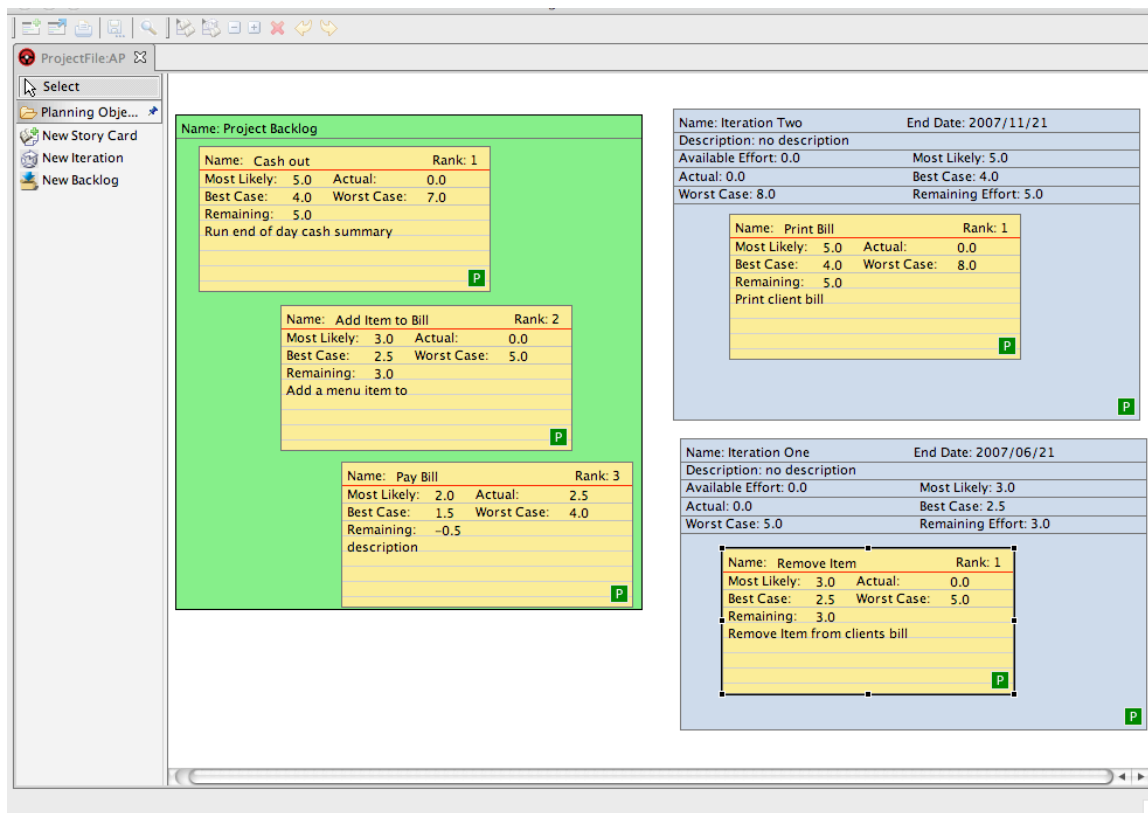 ProjectFile:AP
Select
Planning Obje...
New Story Card
New Iteration
New Backlog
Name: Project Backlog
Name: Cash out Rank: 1
Most Likely: 5.0 Actual: 0.0
Best Case: 4.0 Worst Case: 7.0
Remaining: 5.0
Run end of day cash summary
P
Name: Add Item to Bill Rank: 2
Most Likely: 3.0 Actual: 0.0
Best Case: 2.5 Worst Case: 5.0
Remaining: 3.0
Add a menu item to
P
Name: Pay Bill Rank: 3
Most Likely: 2.0 Actual: 2.5
Best Case: 1.5 Worst Case: 4.0
Remaining: -0.5
description
P
Name: Iteration Two End Date: 2007/11/21
Description: no description
Available Effort: 0.0 Most Likely: 5.0
Actual: 0.0 Best Case: 4.0
Worst Case: 8.0 Remaining Effort: 5.0
Name: Print Bill Rank: 1
Most Likely: 5.0 Actual: 0.0
Best Case: 4.0 Worst Case: 8.0
Remaining: 5.0
Print client bill
P
P
Name: Iteration One End Date: 2007/06/21
Description: no description
Available Effort: 0.0 Most Likely: 3.0
Actual: 0.0 Best Case: 2.5
Worst Case: 5.0 Remaining Effort: 3.0
Name: Remove Item Rank: 1
Most Likely: 3.0 Actual: 0.0
Best Case: 2.5 Worst Case: 5.0
Remaining: 3.0
Remove Item from clients bill
P
P